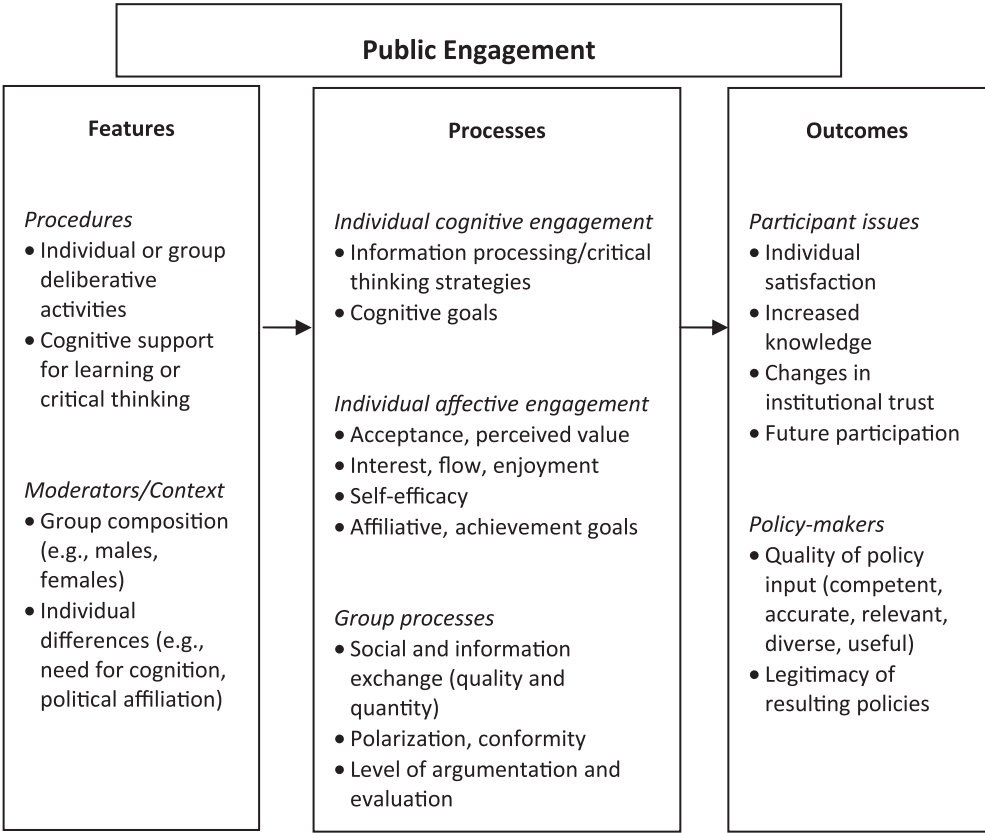 Public Engagement
Features
Procedures
• Individual or group
deliberative
activities
• Cognitive support
for learning or
critical thinking
Moderators/Context
• Group composition
(e.g., males,
females)
• Individual
differences (e.g.,
need for cognition,
political affiliation)
Processes
Individual cognitive engagement
• Information processing/critical
thinking strategies
• Cognitive goals
Individual affective engagement
• Acceptance, perceived value
• Interest, flow, enjoyment
• Self-efficacy
• Affiliative, achievement goals
Group processes
• Social and information
exchange (quality and
quantity)
• Polarization, conformity
• Level of argumentation and
evaluation
Outcomes
Participant issues
• Individual
satisfaction
• Increased
knowledge
• Changes in
institutional trust
• Future participation
Policy-makers
• Quality of policy
input (competent,
accurate, relevant,
diverse, useful)
• Legitimacy of
resulting policies